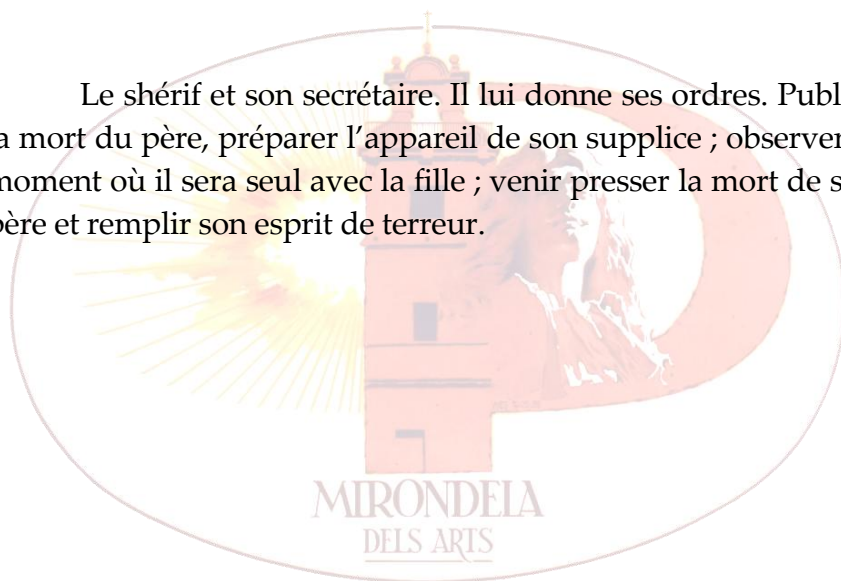 Le shérif et son secrétaire. Il lui donne ses ordres. Publ
a mort du père, préparer l’appareil de son supplice ; observer
moment où il sera seul avec la fille ; venir presser la mort de s
père et remplir son esprit de terreur.
MIRONDELA
DELS ARTS